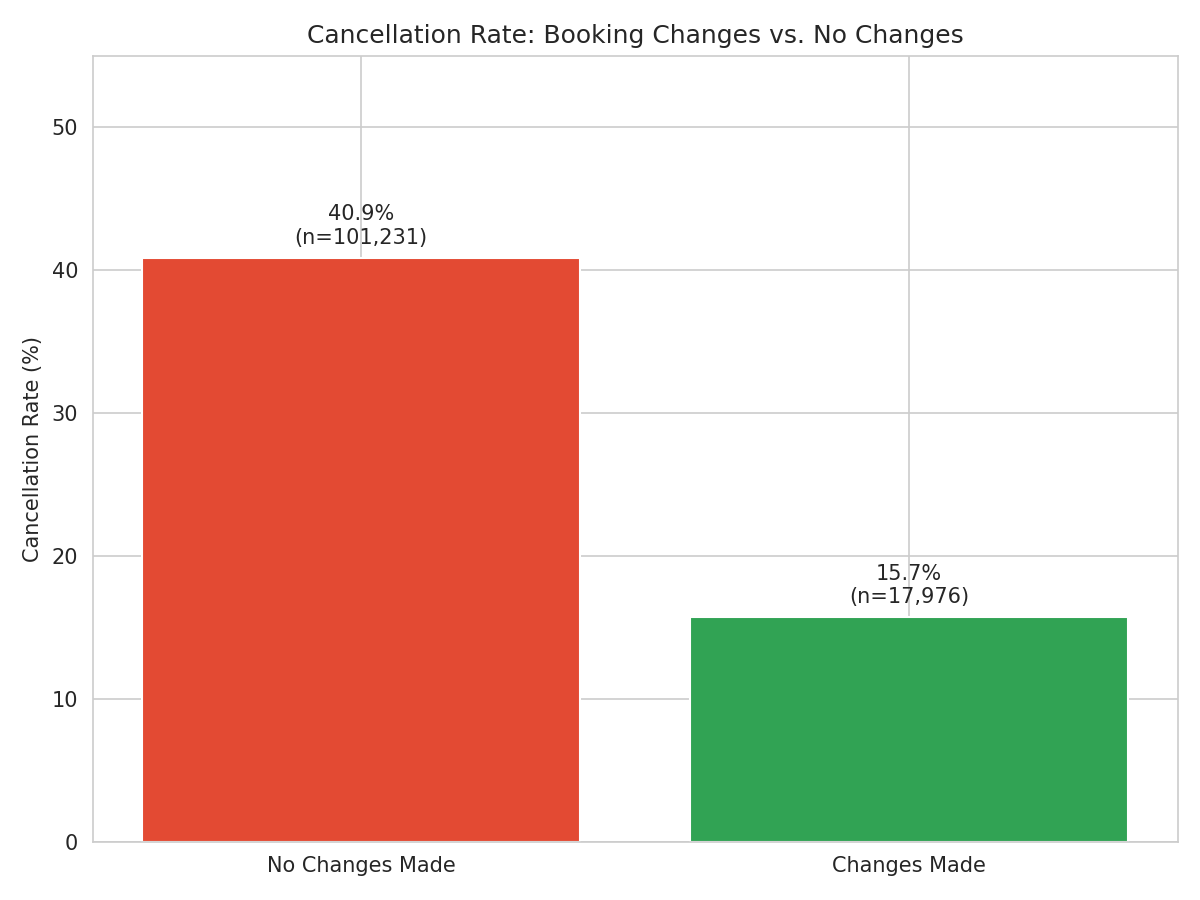 Cancellation Rate: Booking Changes vs. No Changes
Cancellation Rate (%)
50
40
30
20
10
0
40.9%
(n=101,231)
15.7%
(n=17,976)
No Changes Made
Changes Made